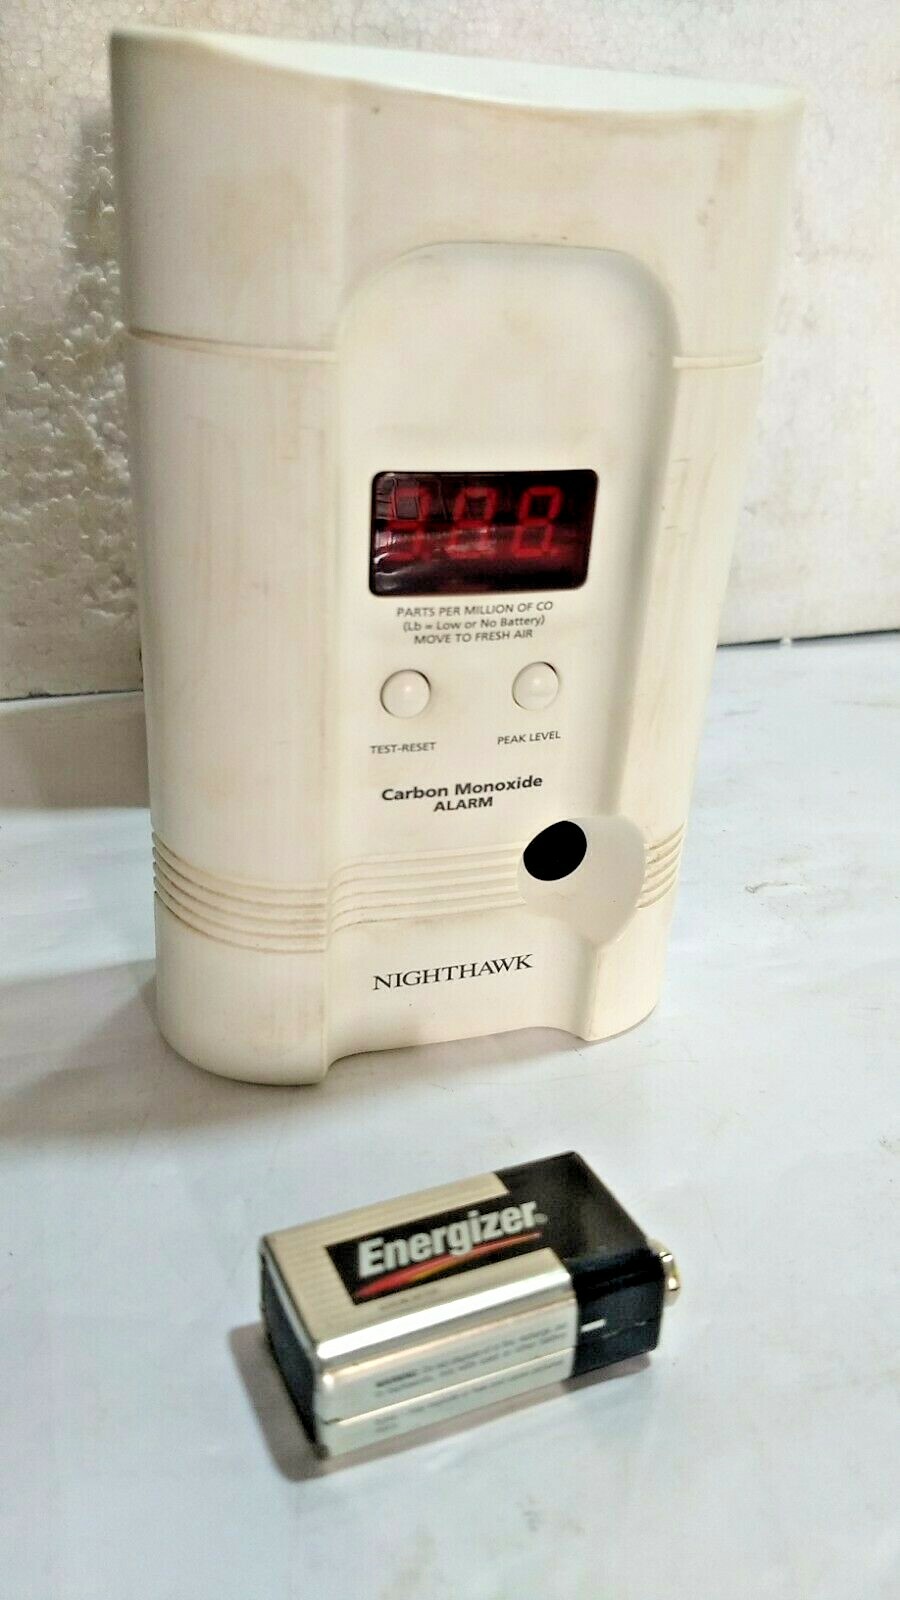 888
PARTS PER MILLION OF CO
(Lb = Low or No Battery)
MOVE TO FRESH AIR
TEST-RESET
PEAK LEVEL
Carbon Monoxide
ALARM
NIGHTHAWK
Energizer